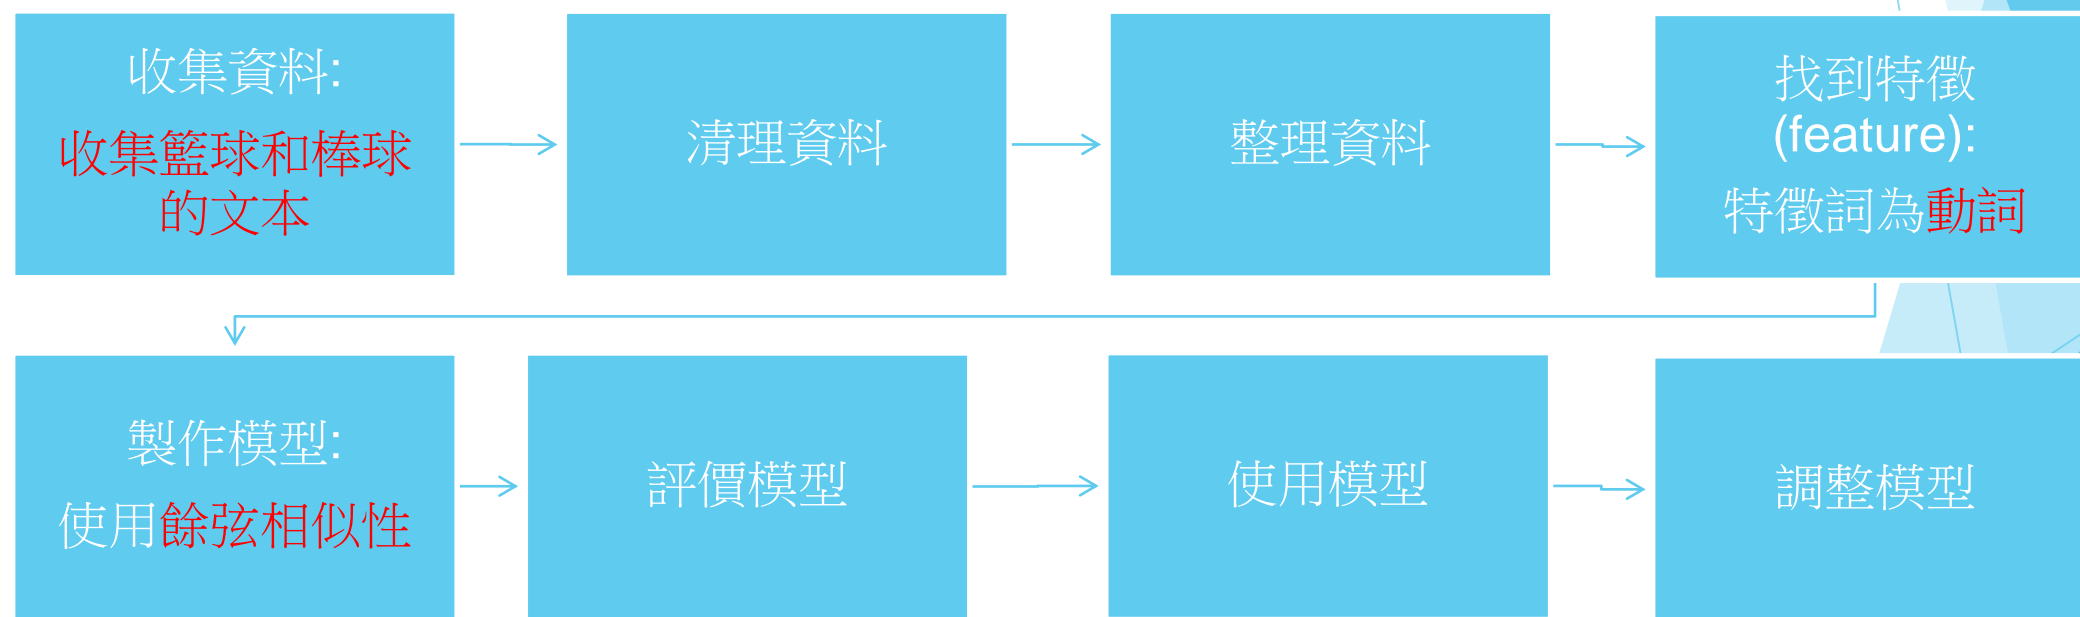 收集資料:
收集籃球和棒球
的文本
清理資料
整理資料
找到特徵
(feature):
特徵詞為動詞
製作模型:
使用餘弦相似性
評價模型
使用模型
調整模型